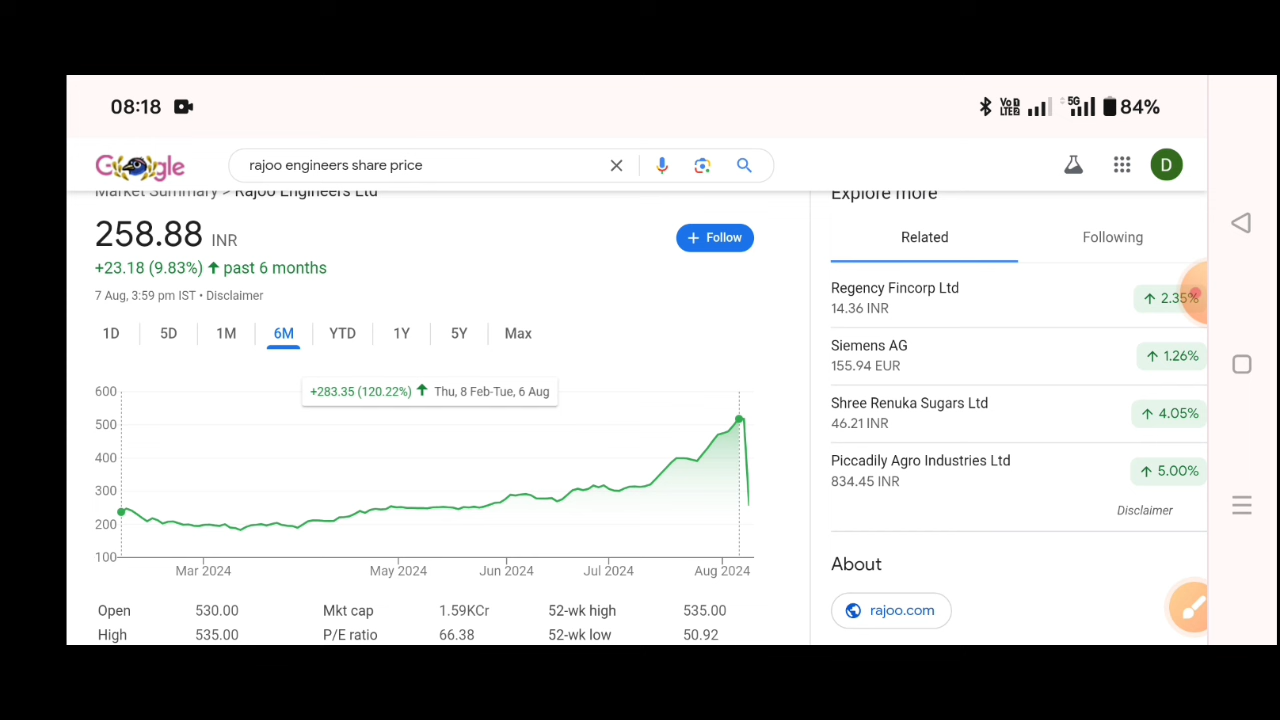 08:18 Vo LTE2 5G 84%
Google rajoo engineers share price D
Market Summary > Rajoo Engineers Ltd
258.88 INR
+ Follow
+23.18 (9.83%) ↑ past 6 months
7 Aug, 3:59 pm IST • Disclaimer
1D 5D 1M 6M YTD 1Y 5Y Max
+283.35 (120.22%) ↑ Thu, 8 Feb-Tue, 6 Aug
600
500
400
300
200
100
Mar 2024 May 2024 Jun 2024 Jul 2024 Aug 2024
Open 530.00 Mkt cap 1.59KCr 52-wk high 535.00
High 535.00 P/E ratio 66.38 52-wk low 50.92
Explore more
Related Following
Regency Fincorp Ltd
14.36 INR
↑ 2.35%
Siemens AG
155.94 EUR
↑ 1.26%
Shree Renuka Sugars Ltd
46.21 INR
↑ 4.05%
Piccadily Agro Industries Ltd
834.45 INR
↑ 5.00%
Disclaimer
About
rajoo.com